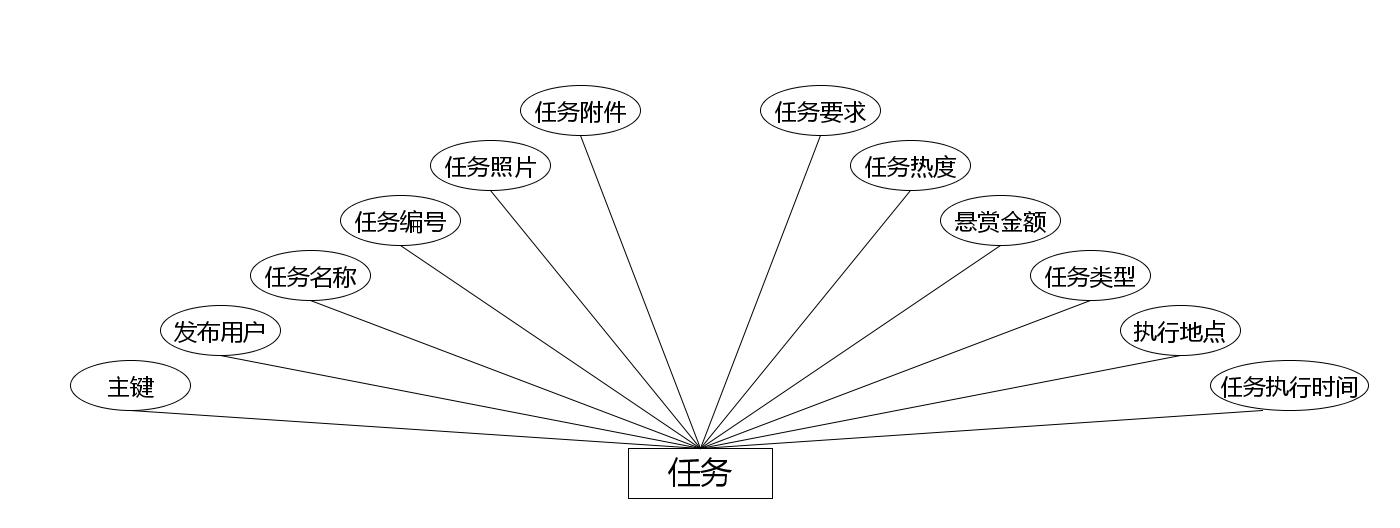 任务附件
任务要求
任务照片
任务热度
任务编号
悬赏金额
任务名称
任务类型
发布用户
执行地点
主键
任务执行时间
任务